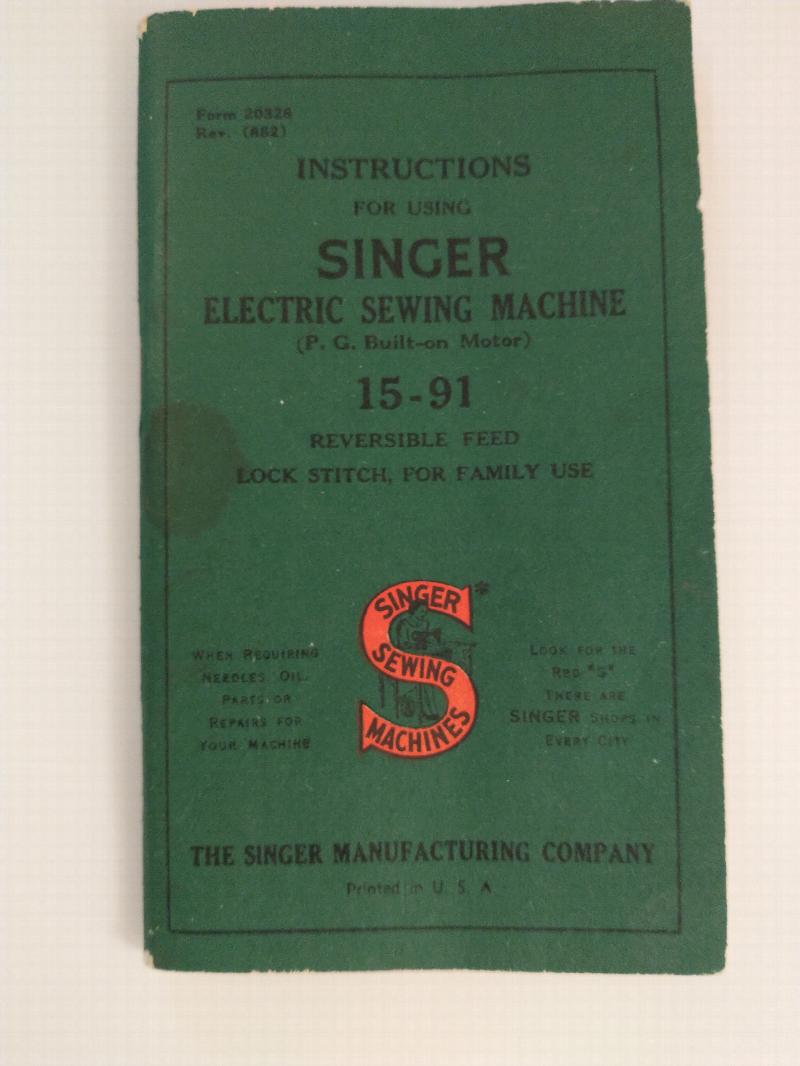 Form 20326
Rev. (852)
INSTRUCTIONS
FOR USING
SINGER
ELECTRIC SEWING MACHINE
(P. G. Built-on Motor)
15-91
REVERSIBLE FEED
LOCK STITCH, FOR FAMILY USE
SINGER *
SEWING
MACHINES
WHEN REQUIRING
NEEDLES OIL,
PARTS OR
REPAIRS FOR
YOUR MACHINE
LOOK FOR THE
RED "S"
THERE ARE
SINGER SHOPS IN
EVERY CITY
THE SINGER MANUFACTURING COMPANY
Printed in U. S. A.